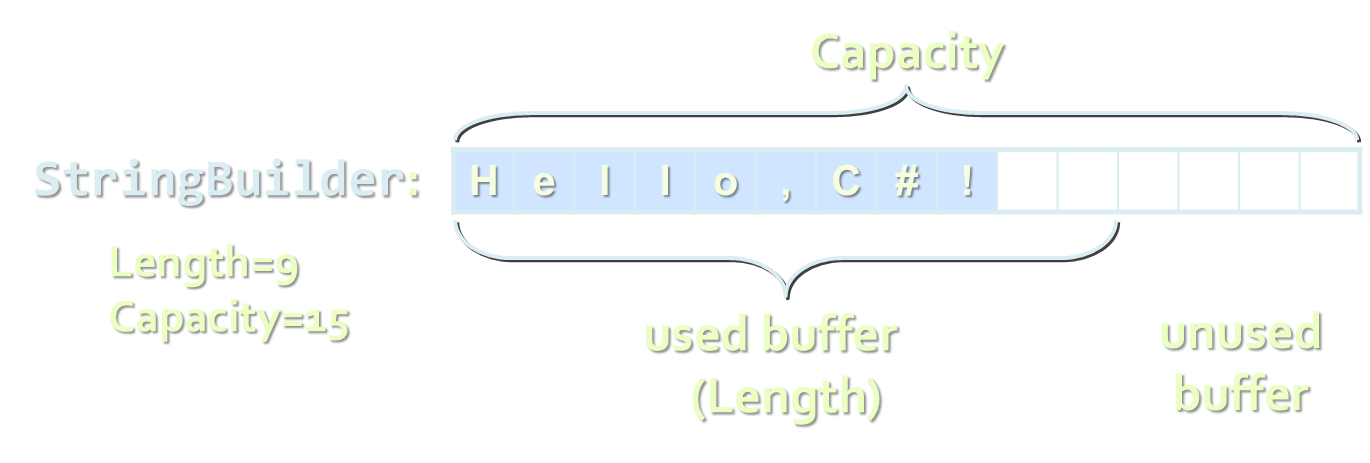 Capacity
StringBuilder: H e l l o , C # !
Length=9
Capacity=15
used buffer
(Length)
unused
buffer